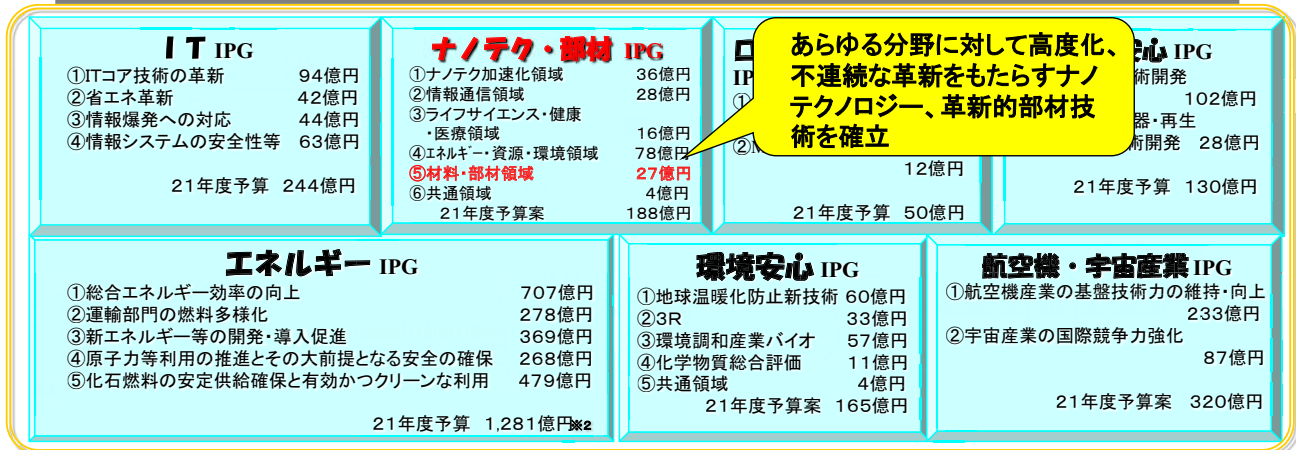 IT IPG
①ITコア技術の革新 94億円
②省エネ革新 42億円
③情報爆発への対応 44億円
④情報システムの安全性等 63億円
21年度予算 244億円
ナノテク・部材 IPG
①ナノテク加速化領域 36億円
②情報通信領域 28億円
③ライフサイエンス・健康
・医療領域 16億円
④エネルギー・資源・環境領域 78億円
⑤材料・部材領域 27億円
⑥共通領域 4億円
21年度予算案 188億円
あらゆる分野に対して高度化、
不連続な革新をもたらすナノ
テクノロジー、革新的部材技
術を確立
ロ
IP
①
②M
12億円
21年度予算 50億円
心 IPG
術開発
102億円
器・再生
術開発 28億円
21年度予算 130億円
エネルギー IPG
①総合エネルギー効率の向上 707億円
②運輸部門の燃料多様化 278億円
③新エネルギー等の開発・導入促進 369億円
④原子力等利用の推進とその大前提となる安全の確保 268億円
⑤化石燃料の安定供給確保と有効かつクリーンな利用 479億円
21年度予算 1,281億円※2
環境安心 IPG
①地球温暖化防止新技術 60億円
②3R 33億円
③環境調和産業バイオ 57億円
④化学物質総合評価 11億円
⑤共通領域 4億円
21年度予算案 165億円
航空機・宇宙産業 IPG
①航空機産業の基盤技術力の維持・向上
233億円
②宇宙産業の国際競争力強化
87億円
21年度予算案 320億円